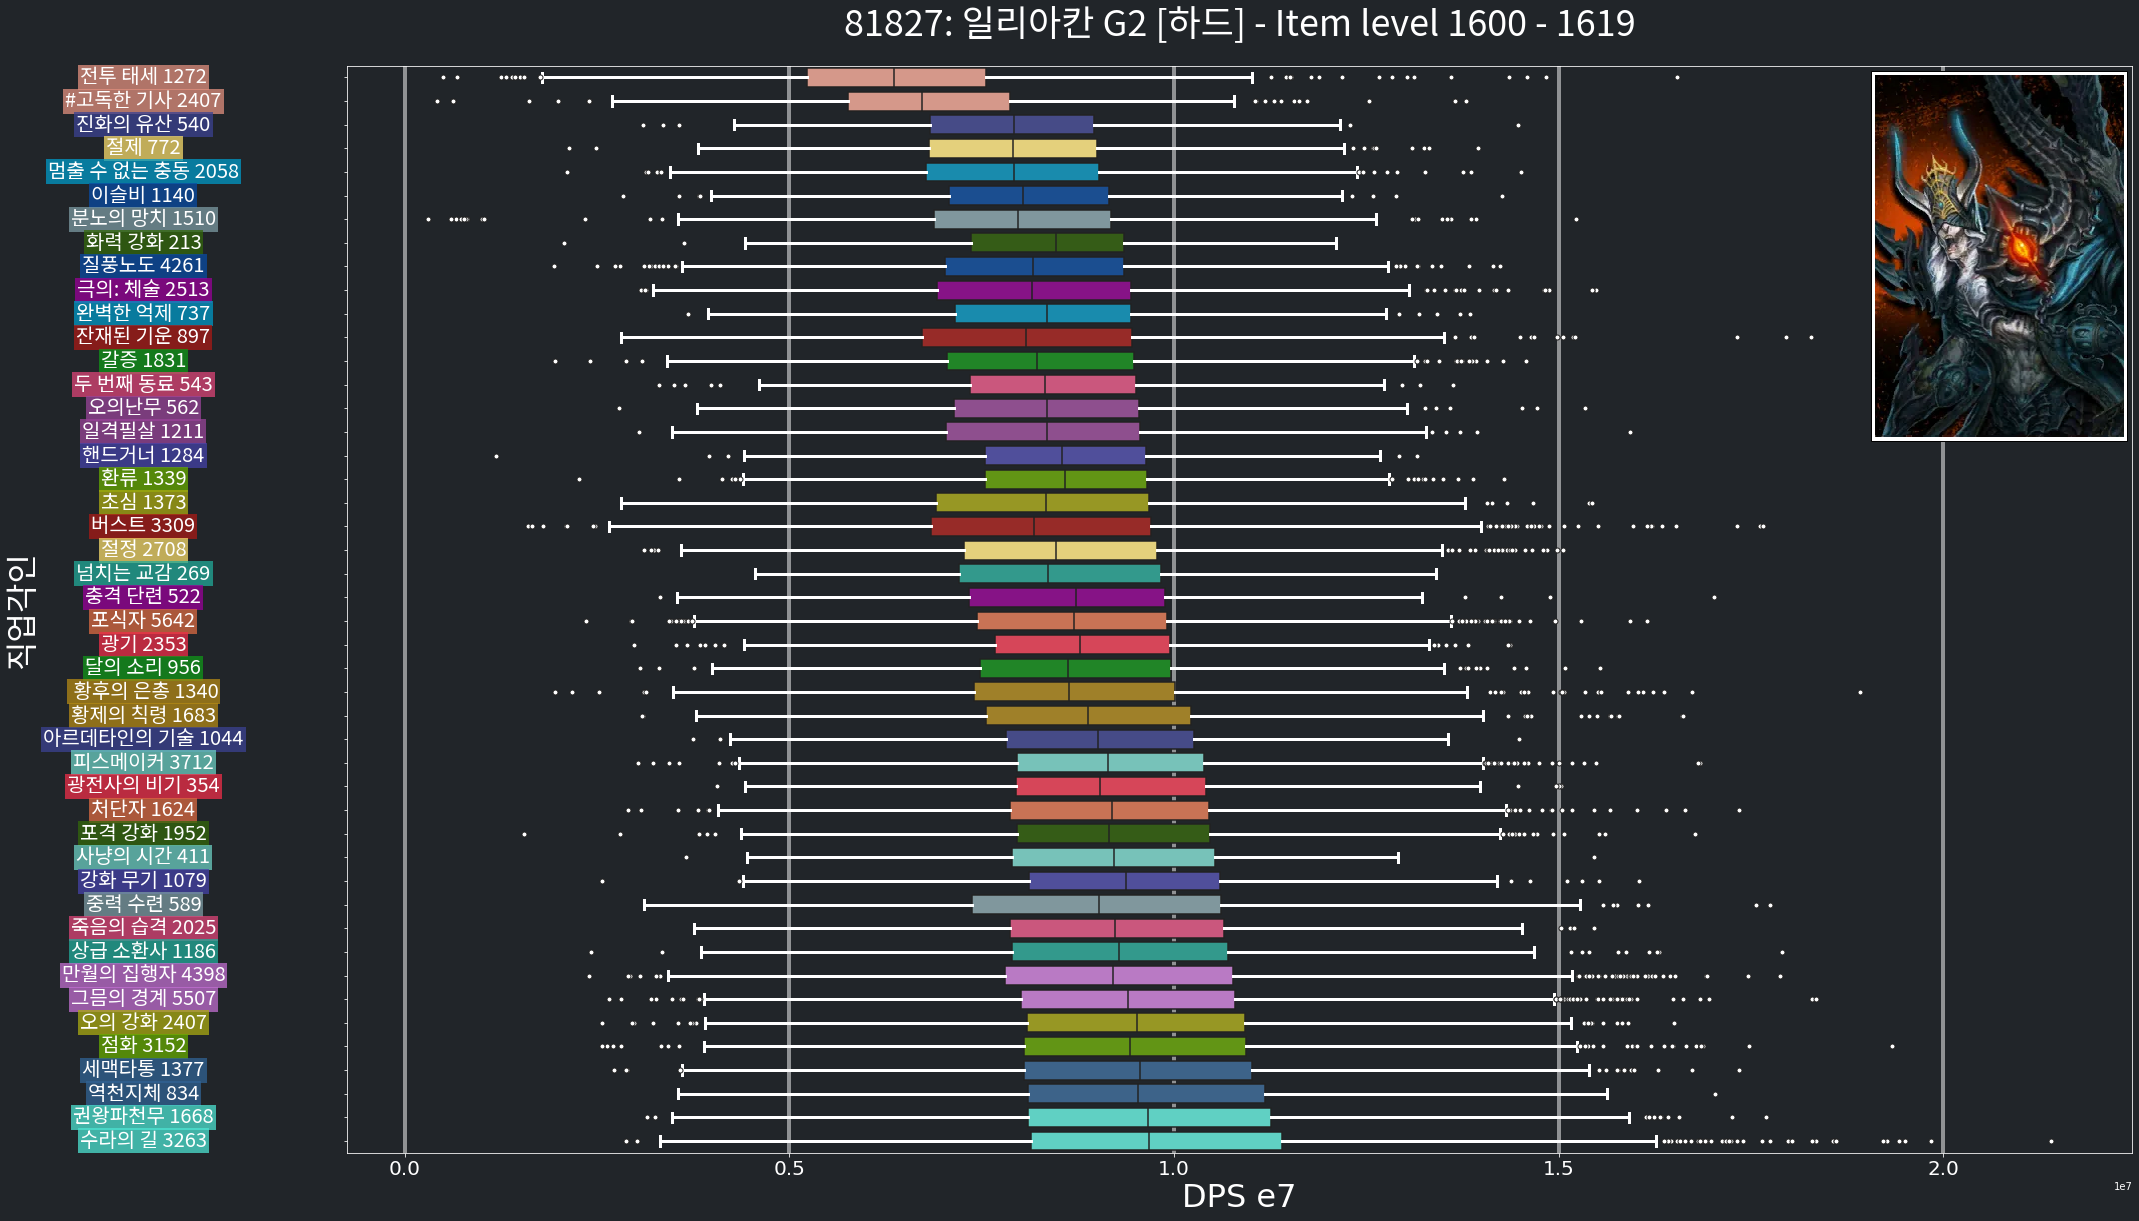 81827: 일리아칸 G2 [하드] - Item level 1600 - 1619
직업각인
전투 태세 1272
#고독한 기사 2407
진화의 유산 540
절제 772
멈출 수 없는 충동 2058
이슬비 1140
분노의 망치 1510
화력 강화 213
질풍노도 4261
극의: 체술 2513
완벽한 억제 737
잔재된 기운 897
갈증 1831
두 번째 동료 543
오의난무 562
일격필살 1211
핸드거너 1284
환류 1339
초심 1373
버스트 3309
절정 2708
넘치는 교감 269
충격 단련 522
포식자 5642
광기 2353
달의 소리 956
황후의 은총 1340
황제의 칙령 1683
아르데타인의 기술 1044
피스메이커 3712
광전사의 비기 354
처단자 1624
포격 강화 1952
사냥의 시간 411
강화 무기 1079
중력 수련 589
죽음의 습격 2025
상급 소환사 1186
만월의 집행자 4398
그믐의 경계 5507
오의 강화 2407
점화 3152
세맥타통 1377
역천지체 834
권왕파천무 1668
수라의 길 3263
0.0 0.5 1.0 1.5 2.0
DPS e7
1e7